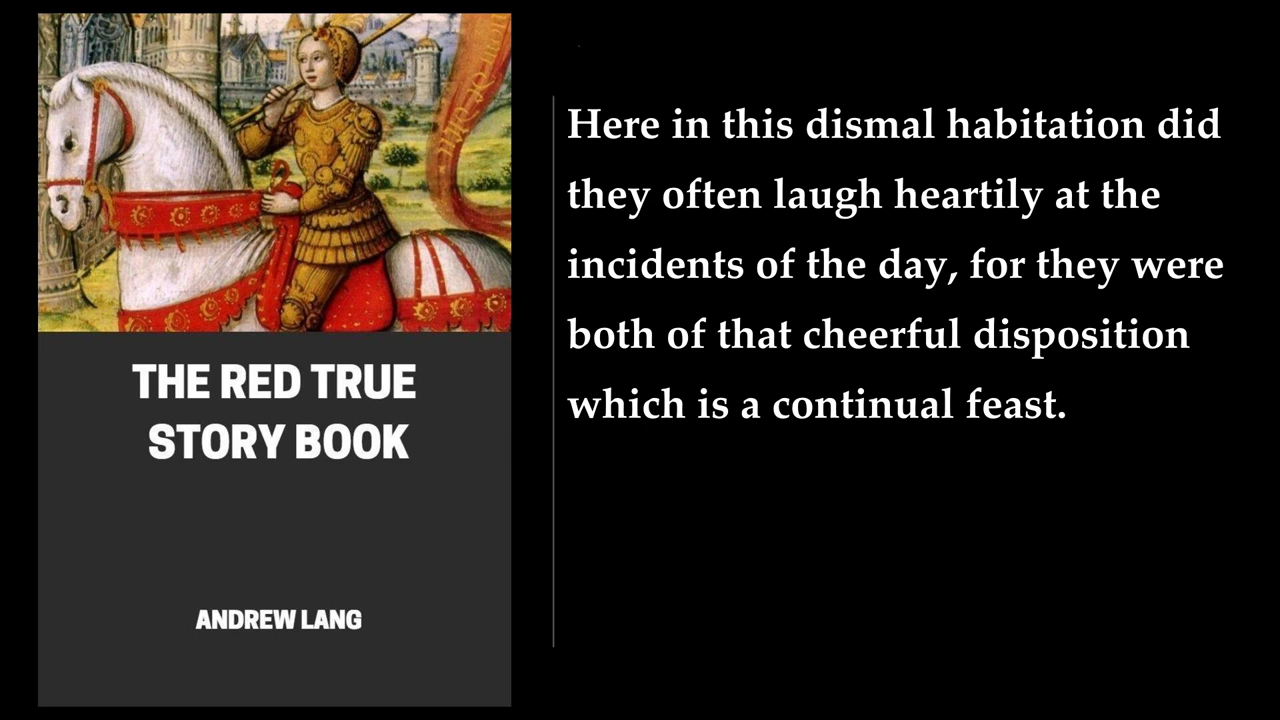 THE RED TRUE
STORY BOOK
ANDREW LANG
Here in this dismal habitation did
they often laugh heartily at the
incidents of the day, for they were
both of that cheerful disposition
which is a continual feast.